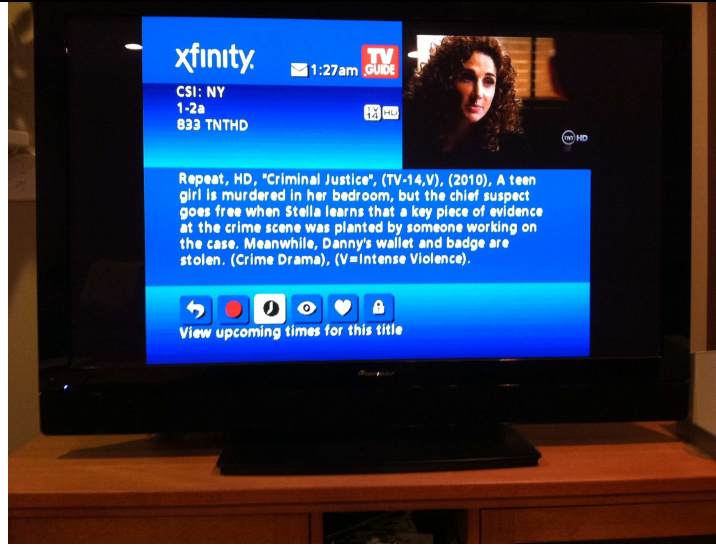 xfinity.
1:27am
TV GUIDE
CSI: NY
1-2a
TV 14 HD
833 TNTHD
TNT HD
Repeat, HD, "Criminal Justice", (TV-14,V), (2010), A teen
girl is murdered in her bedroom, but the chief suspect
goes free when Stella learns that a key piece of evidence
at the crime scene was planted by someone working on
the case. Meanwhile, Danny's wallet and badge are
stolen. (Crime Drama), (V=Intense Violence).
View upcoming times for this title